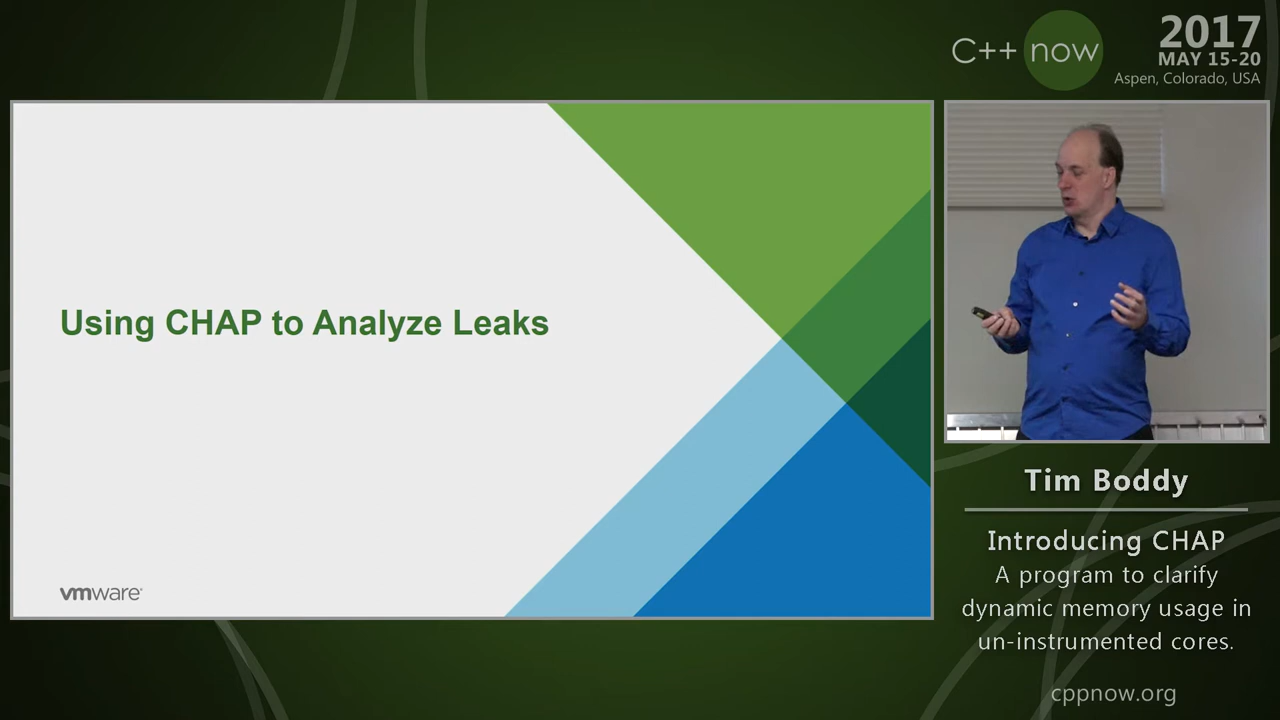 C++ now
2017
MAY 15-20
Aspen, Colorado, USA
Using CHAP to Analyze Leaks
vmware®
Tim Boddy
Introducing CHAP
A program to clarify
dynamic memory usage in
un-instrumented cores.
cppnow.org